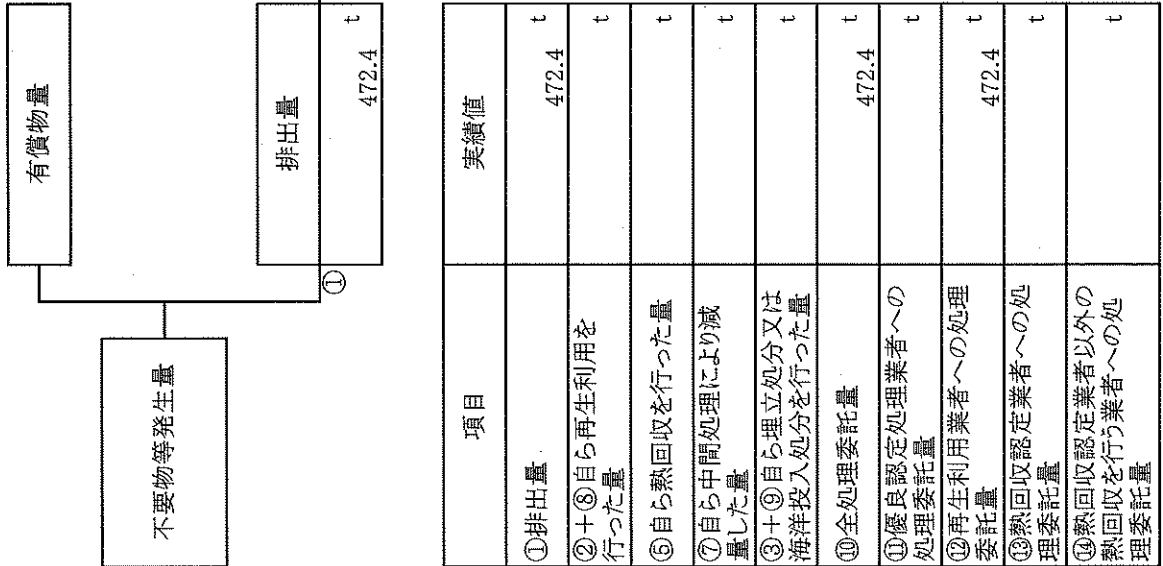 不要物等発生量
有償物量
①
排出量
472.4 t
項目
実績値
①排出量
472.4 t
②+⑧自ら再生利用を
行った量
t
⑥自ら熱回収を行った量
t
⑦自ら中間処理により減
量した量
t
③+⑨自ら埋立処分又は
海洋投入処分を行った量
t
⑩全処理委託量
472.4 t
⑪優良認定処理業者への
処理委託量
t
⑫再生利用業者への処理
委託量
472.4 t
⑬熱回収認定業者への処
理委託量
t
⑭熱回収認定業者以外の
熱回収を行う業者への処
理委託量
t